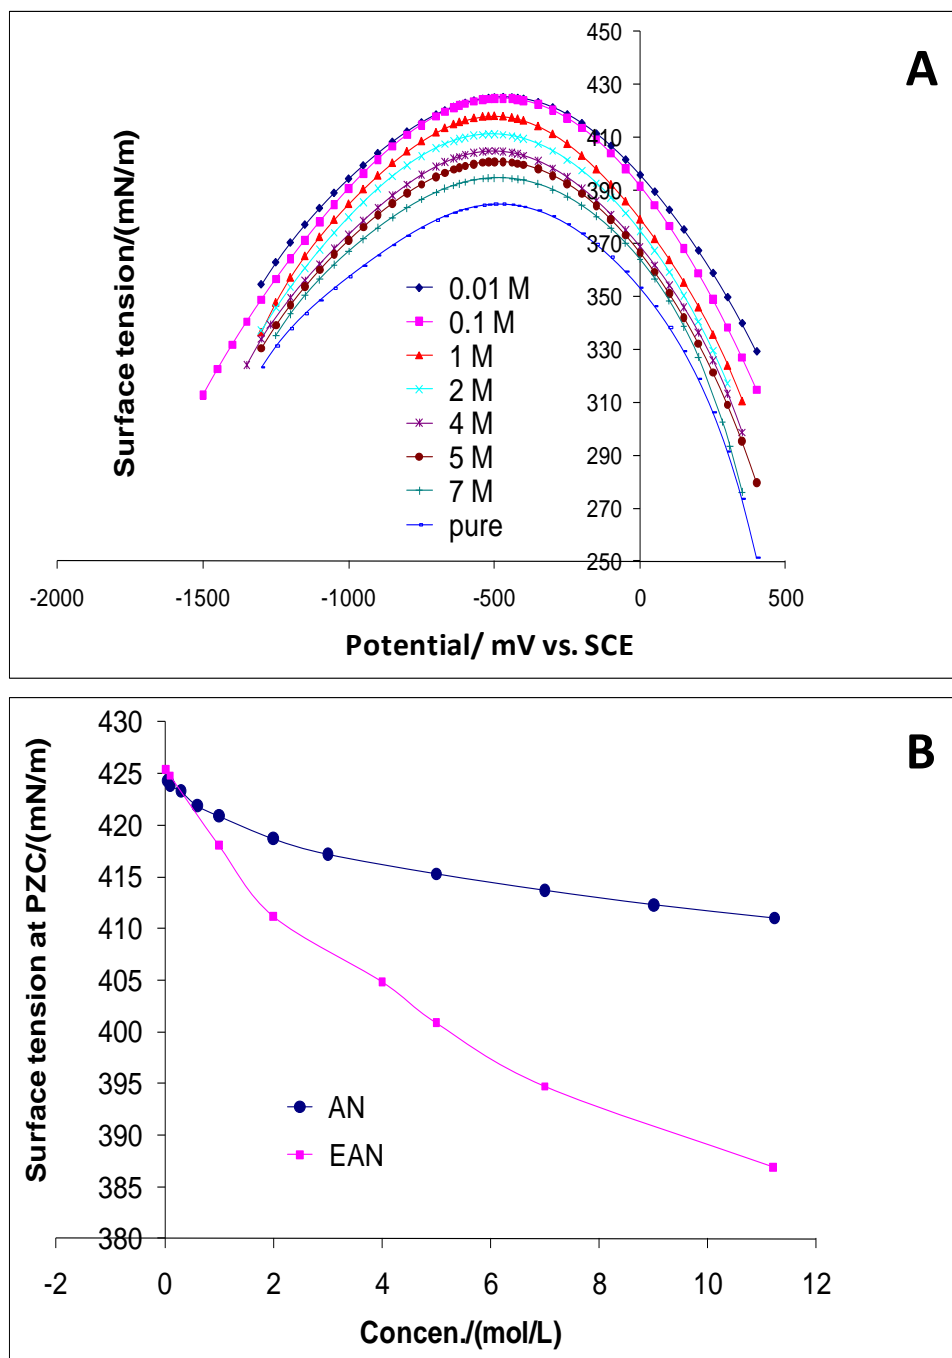 A
450
430
410
390
370
350
330
310
290
270
250
Surface tension/(mN/m)
0.01 M
0.1 M
1 M
2 M
4 M
5 M
7 M
pure
-2000 -1500 -1000 -500 0 500
Potential/ mV vs. SCE
B
430
425
420
415
410
405
400
395
390
385
380
Surface tension at PZC/(mN/m)
AN
EAN
-2 0 2 4 6 8 10 12
Concen./(mol/L)